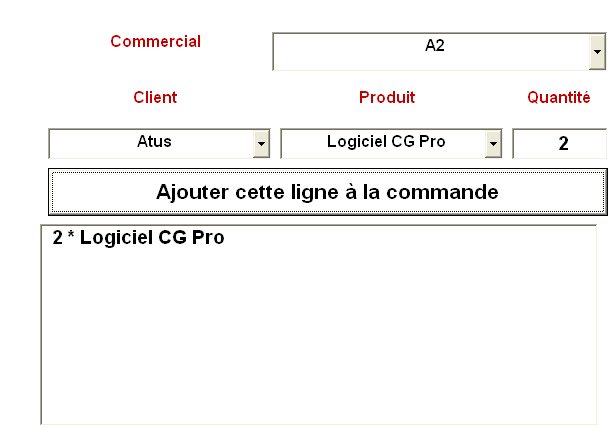 Commercial A2
Client Produit Quantité
Atus Logiciel CG Pro 2
Ajouter cette ligne à la commande
2 * Logiciel CG Pro